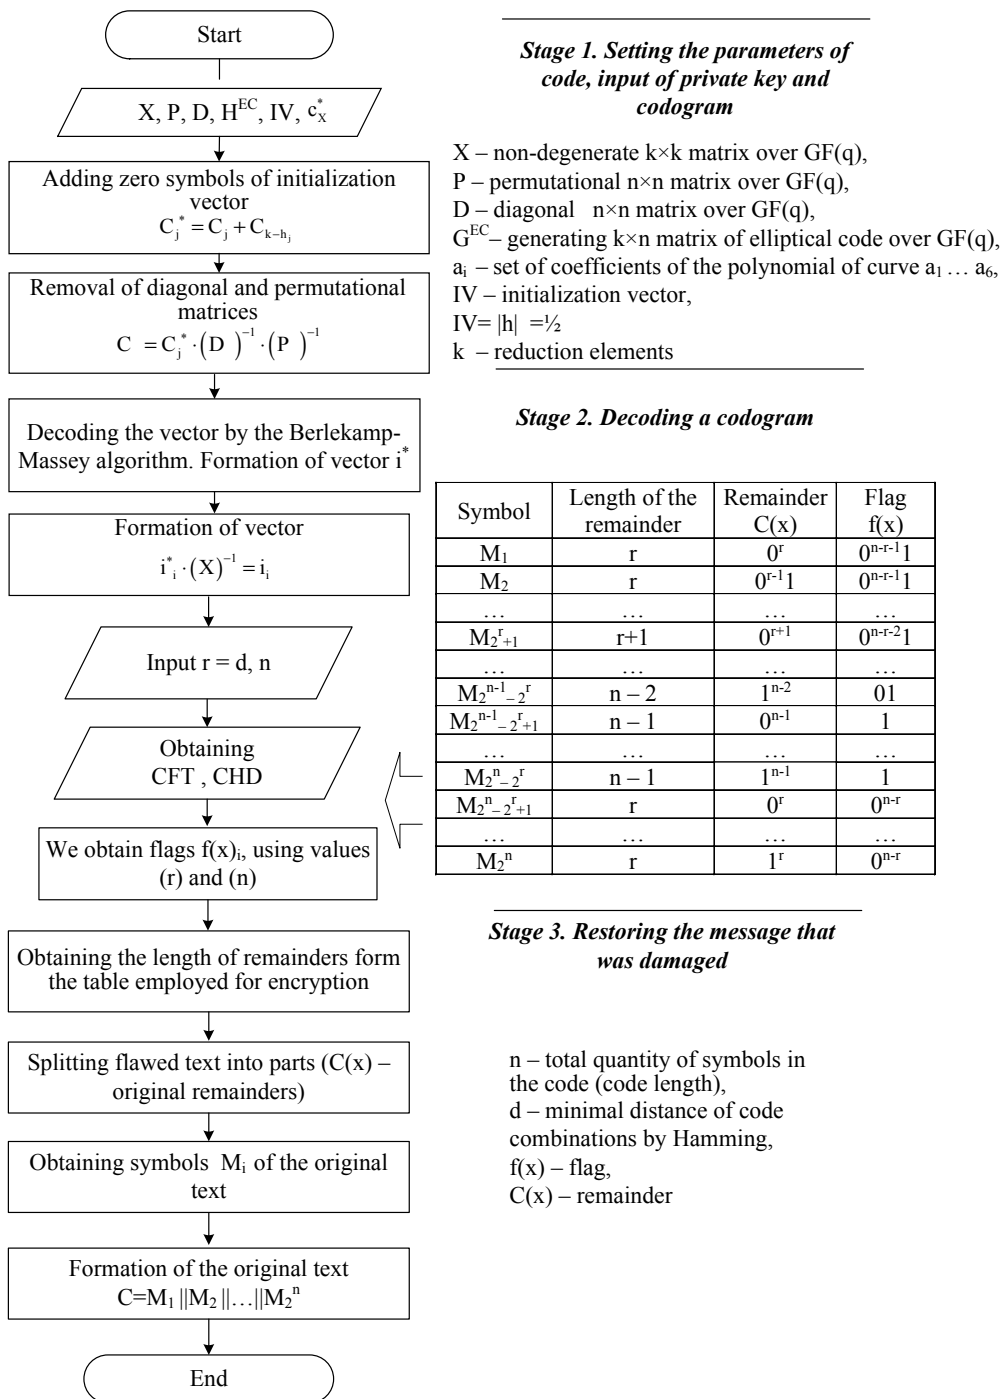 Start
X, P, D, H^EC, IV, c*_X
Adding zero symbols of initialization
vector
C_j^* = C_j + C_{k-h_j}
Removal of diagonal and permutational
matrices
C = C_j^* · (D)^{-1} · (P)^{-1}
Decoding the vector by the Berlekamp-
Massey algorithm. Formation of vector i^*
Formation of vector
i^*_i · (X)^{-1} = i_i
Input r = d, n
Obtaining
CFT , CHD
We obtain flags f(x)_i, using values
(r) and (n)
Obtaining the length of remainders form
the table employed for encryption
Splitting flawed text into parts (C(x) –
original remainders)
Obtaining symbols M_i of the original
text
Formation of the original text
C=M_1||M_2||…||M_2^n
End
Stage 1. Setting the parameters of
code, input of private key and
codogram
X – non-degenerate k×k matrix over GF(q),
P – permutational n×n matrix over GF(q),
D – diagonal n×n matrix over GF(q),
G^EC– generating k×n matrix of elliptical code over GF(q),
a_i – set of coefficients of the polynomial of curve a_1 … a_6,
IV – initialization vector,
IV= |h| =½
k – reduction elements
Stage 2. Decoding a codogram
Symbol Length of the remainder Remainder C(x) Flag f(x)
M_1 r 0^r 0^{n-r-1}1
M_2 r 0^{r-1}1 0^{n-r-1}1
… … … …
M_2^r_+1 r+1 0^{r+1} 0^{n-r-2}1
… … … …
M_2^{n-1}_–2^r n – 2 1^{n-2} 01
M_2^{n-1}_–2^r_+1 n – 1 0^{n-1} 1
… … … …
M_2^n_–2^r n – 1 1^{n-1} 1
M_2^n_–2^r_+1 r 0^r 0^{n-r}
… … … …
M_2^n r 1^r 0^{n-r}
Stage 3. Restoring the message that
was damaged
n – total quantity of symbols in
the code (code length),
d – minimal distance of code
combinations by Hamming,
f(x) – flag,
C(x) – remainder